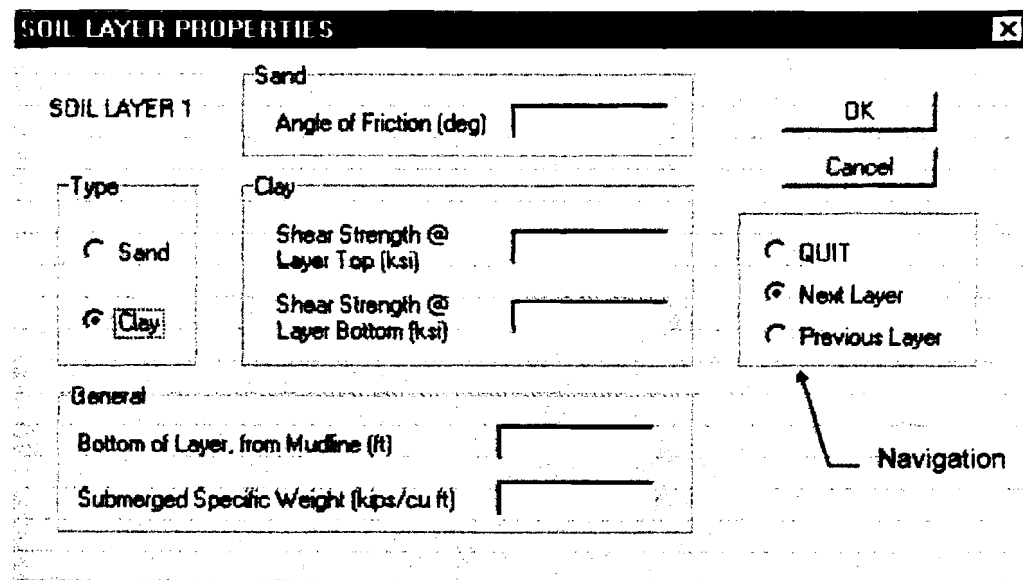 SOIL LAYER PROPERTIES
SOIL LAYER 1
Sand
Angle of Friction (deg)
OK
Cancel
Type
Sand
Clay
Clay
Shear Strength @
Layer Top (ksi)
Shear Strength @
Layer Bottom (ksi)
QUIT
Next Layer
Previous Layer
General
Bottom of Layer, from Mudline (ft)
Submerged Specific Weight (kips/cu ft)
Navigation